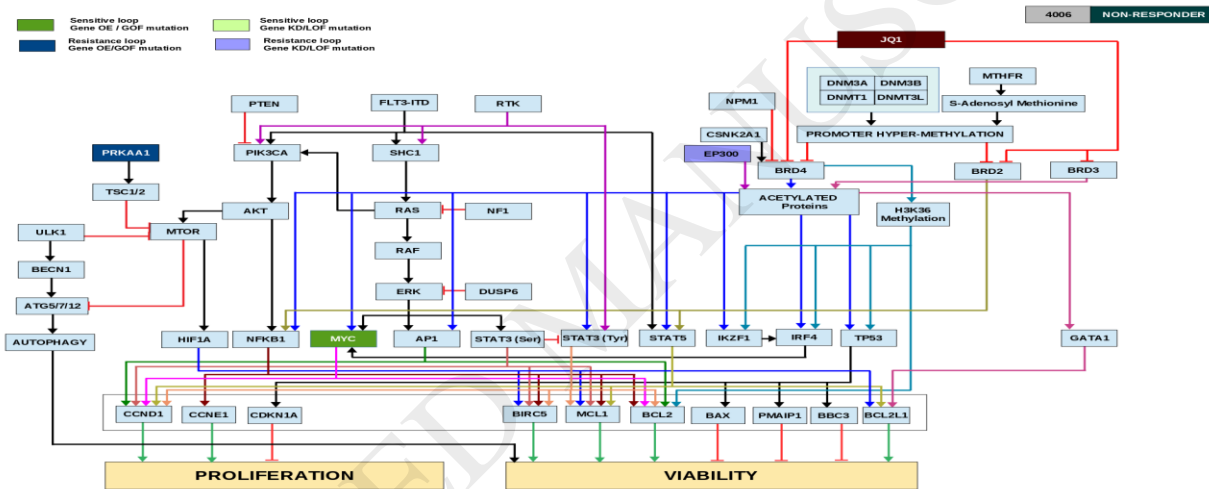 Sensitive loop
Gene OE / GOF mutation
Sensitive loop
Gene KD/LOF mutation
Resistance loop
Gene OE/GOF mutation
Resistance loop
Gene KD/LOF mutation
4006 NON-RESPONDER
JQ1
DNM3A DNM3B
DNMT1 DNMT3L
MTHFR
S-Adenosyl Methionine
PTEN FLT3-ITD RTK NPM1
CSNK2A1 PROMOTER HYPER-METHYLATION
PRKAA1 PIK3CA SHC1 EP300
BRD4 BRD2 BRD3
TSC1/2
ACETYLATED
Proteins
AKT RAS NF1
H3K36
Methylation
ULK1 MTOR
RAF
BECN1
ERK DUSP6
ATG5/7/12
AUTOPHAGY HIF1A NFKB1 MYC AP1 STAT3 (Ser) STAT3 (Tyr) STAT5 IKZF1 IRF4 TP53 GATA1
CCND1 CCNE1 CDKN1A BIRC5 MCL1 BCL2 BAX PMAIP1 BBC3 BCL2L1
PROLIFERATION VIABILITY
ED MANUS